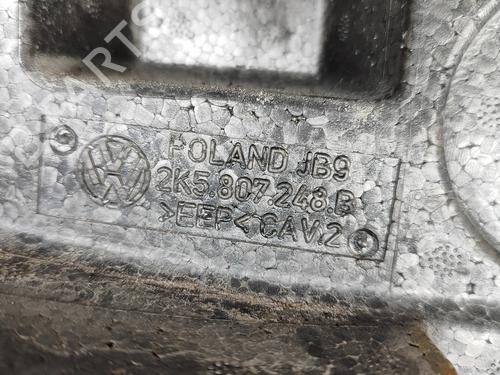 POLAND JB9
2K5.807.248.B
>EPP< CAV.2